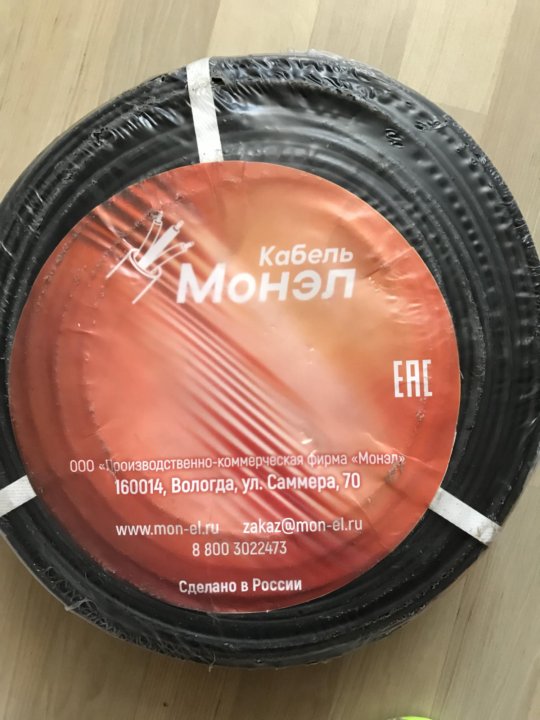 Кабель
Монэл
EAC
ООО «Производственно-коммерческая фирма «Монэл»
160014, Вологда, ул. Саммера, 70
www.mon-el.ru zakaz@mon-el.ru
8 800 3022473
Сделано в России